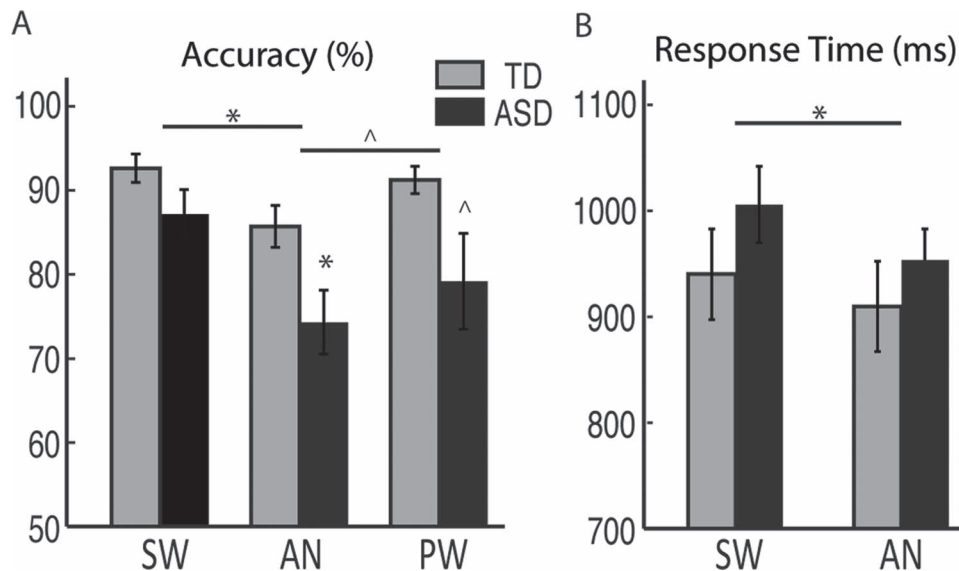 A
Accuracy (%)
TD
ASD
100
90
80
70
60
50
*
^
*
^
SW
AN
PW
B
Response Time (ms)
1100
1000
900
800
700
*
SW
AN